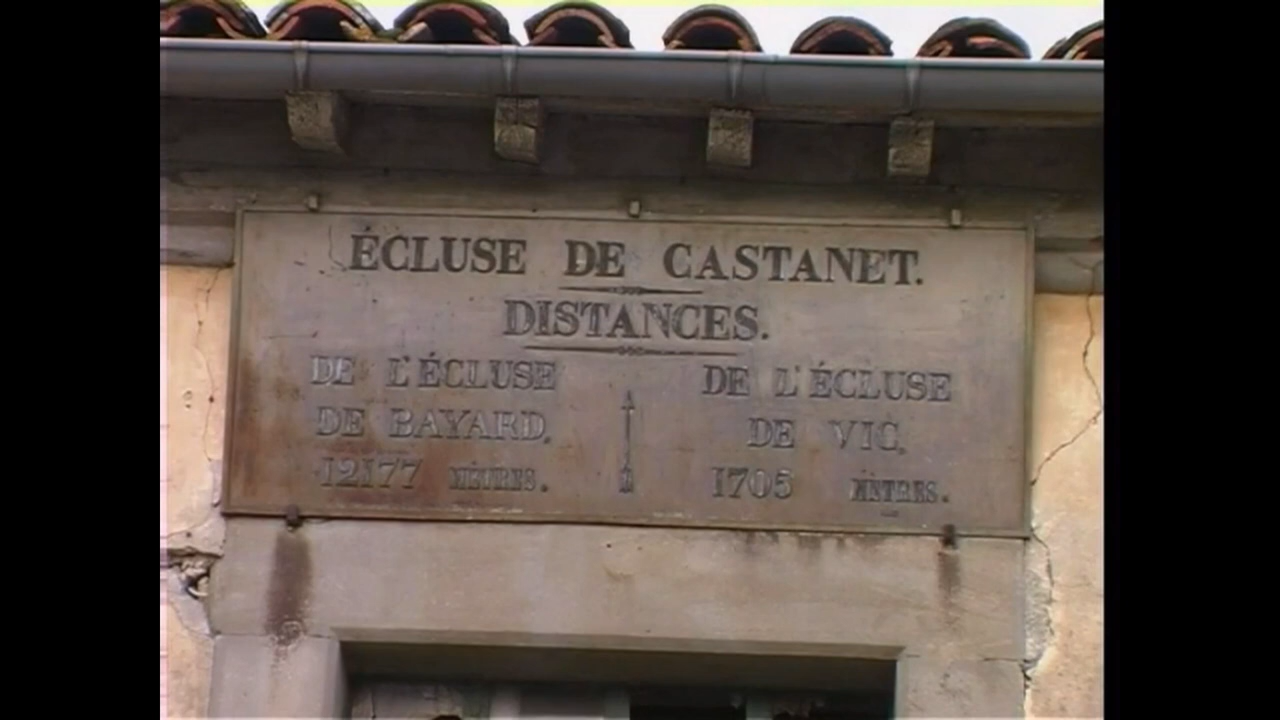 ÉCLUSE DE CASTANET.
DISTANCES.
DE L'ÉCLUSE
DE BAYARD.
12177 MÈTRES.
DE L'ÉCLUSE
DE VIC.
1705 MÈTRES.